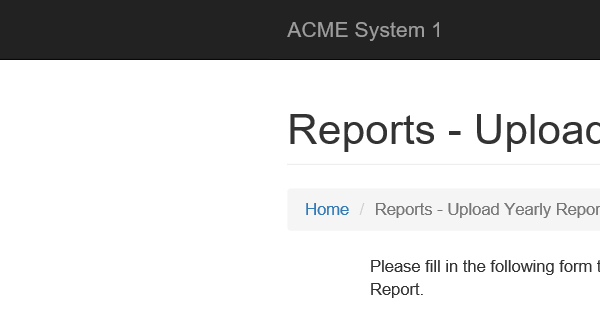 ACME System 1
Reports - Upload
Home / Reports - Upload Yearly Repor
Please fill in the following form t
Report.